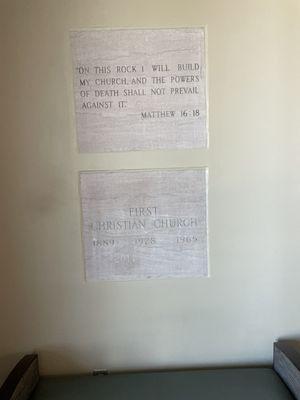 "ON THIS ROCK I WILL BUILD
MY CHURCH, AND THE POWERS
OF DEATH SHALL NOT PREVAIL
AGAINST IT."
MATTHEW 16:18
FIRST
CHRISTIAN CHURCH
1889 1928 1965